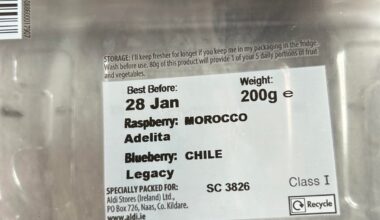 STORAGE: I'll keep fresher for longer if you keep me in my packaging in the fridge.
Wash before use. 80g of this product will provide 1 of your 5 daily portions of fruit
and vegetables.
Best Before: Weight:
28 Jan 200g e
Raspberry: MOROCCO
Adelita
Blueberry: CHILE
Legacy
SPECIALLY PACKED FOR: SC 3826 Class I
Aldi Stores (Ireland) Ltd.,
PO Box 726, Naas, Co. Kildare.
www.aldi.ie
Recycle